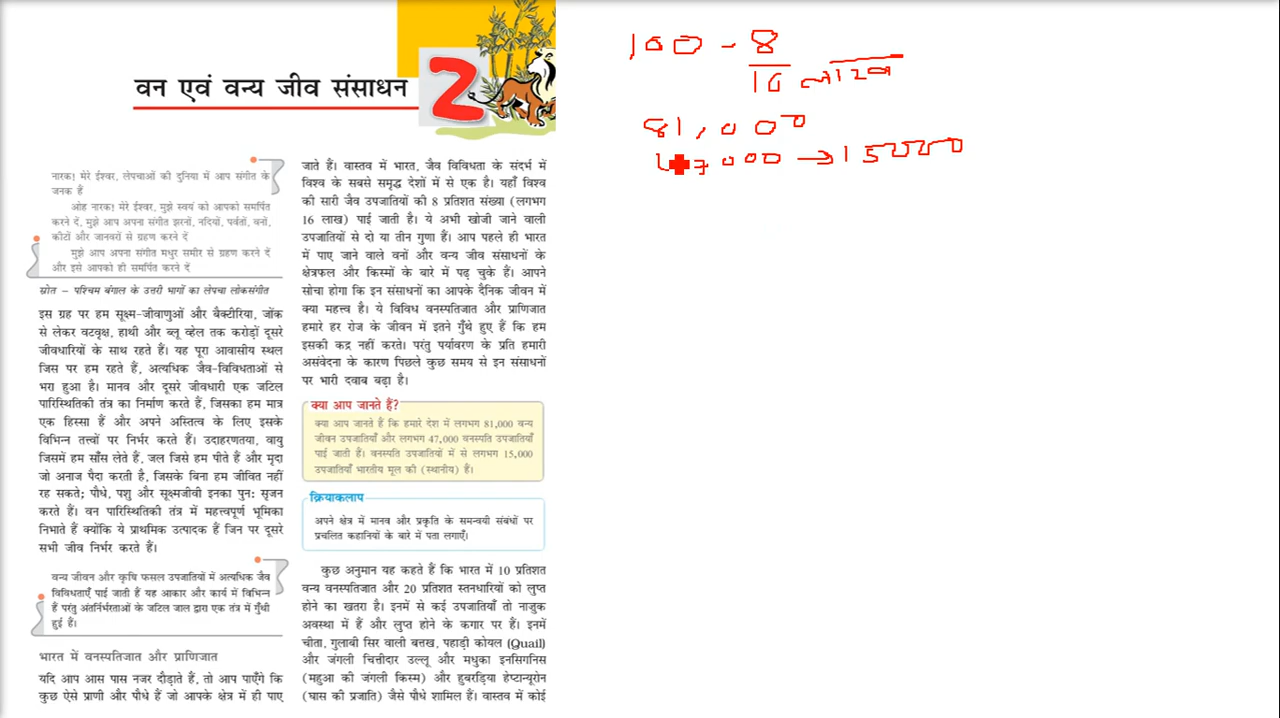 वन एवं वन्य जीव संसाधन
2
नारक! मेरे ईश्वर, लेपचाओं की दुनिया में आप संगीत के
जनक हैं
ओह नारक! मेरे ईश्वर, मुझे स्वयं को आपको समर्पित
करने दें, मुझे आप अपना संगीत झरनों, नदियों, पर्वतों, वनों,
कीटों और जानवरों से ग्रहण करने दें
मुझे आप अपना संगीत मधुर समीर से ग्रहण करने दें
और इसे आपको ही समर्पित करने दें
स्रोत – पश्चिम बंगाल के उत्तरी भागों का लेपचा लोकसंगीत
इस ग्रह पर हम सूक्ष्म-जीवाणुओं और बैक्टीरिया, जोंक
से लेकर वटवृक्ष, हाथी और ब्लू व्हेल तक करोड़ों दूसरे
जीवधारियों के साथ रहते हैं। यह पूरा आवासीय स्थल
जिस पर हम रहते हैं, अत्यधिक जैव-विविधताओं से
भरा हुआ है। मानव और दूसरे जीवधारी एक जटिल
पारिस्थितिकी तंत्र का निर्माण करते हैं, जिसका हम मात्र
एक हिस्सा हैं और अपने अस्तित्व के लिए इसके
विभिन्न तत्त्वों पर निर्भर करते हैं। उदाहरणतया, वायु
जिसमें हम साँस लेते हैं, जल जिसे हम पीते हैं और मृदा
जो अनाज पैदा करती है, जिसके बिना हम जीवित नहीं
रह सकते; पौधे, पशु और सूक्ष्मजीवी इनका पुन: सृजन
करते हैं। वन पारिस्थितिकी तंत्र में महत्त्वपूर्ण भूमिका
निभाते हैं क्योंकि ये प्राथमिक उत्पादक हैं जिन पर दूसरे
सभी जीव निर्भर करते हैं।
वन्य जीवन और कृषि फसल उपजातियों में अत्यधिक जैव
विविधताएँ पाई जाती हैं यह आकार और कार्य में विभिन्न
हैं परंतु अंतर्निर्भरताओं के जटिल जाल द्वारा एक तंत्र में गुँथी
हुई हैं।
भारत में वनस्पतिजात और प्राणिजात
यदि आप आस पास नजर दौड़ाते हैं, तो आप पाएँगे कि
कुछ ऐसे प्राणी और पौधे हैं जो आपके क्षेत्र में ही पाए
जाते हैं। वास्तव में भारत, जैव विविधता के संदर्भ में
विश्व के सबसे समृद्ध देशों में से एक है। यहाँ विश्व
की सारी जैव उपजातियों की 8 प्रतिशत संख्या (लगभग
16 लाख) पाई जाती है। ये अभी खोजी जाने वाली
उपजातियों से दो या तीन गुणा हैं। आप पहले ही भारत
में पाए जाने वाले वनों और वन्य जीव संसाधनों के
क्षेत्रफल और किस्मों के बारे में पढ़ चुके हैं। आपने
सोचा होगा कि इन संसाधनों का आपके दैनिक जीवन में
क्या महत्त्व है। ये विविध वनस्पतिजात और प्राणिजात
हमारे हर रोज के जीवन में इतने गुँथे हुए हैं कि हम
इसकी कद्र नहीं करते। परंतु पर्यावरण के प्रति हमारी
असंवेदना के कारण पिछले कुछ समय से इन संसाधनों
पर भारी दवाब बढ़ा है।
क्या आप जानते हैं?
क्या आप जानते हैं कि हमारे देश में लगभग 81,000 वन्य
जीवन उपजातियाँ और लगभग 47,000 वनस्पति उपजातियाँ
पाई जाती हैं। वनस्पति उपजातियों में से लगभग 15,000
उपजातियाँ भारतीय मूल की (स्थानीय) हैं।
क्रियाकलाप
अपने क्षेत्र में मानव और प्रकृति के समन्वयी संबंधों पर
प्रचलित कहानियों के बारे में पता लगाएँ।
कुछ अनुमान यह कहते हैं कि भारत में 10 प्रतिशत
वन्य वनस्पतिजात और 20 प्रतिशत स्तनधारियों को लुप्त
होने का खतरा है। इनमें से कई उपजातियाँ तो नाजुक
अवस्था में हैं और लुप्त होने के कगार पर हैं। इनमें
चीता, गुलाबी सिर वाली बत्तख, पहाड़ी कोयल (Quail)
और जंगली चित्तीदार उल्लू और मधुका इनसिगनिस
(महुआ की जंगली किस्म) और हुबरड़िया हेप्टान्यूरोन
(घास की प्रजाति) जैसे पौधे शामिल हैं। वास्तव में कोई
100 - 8
16
81,000
7000 → 15000